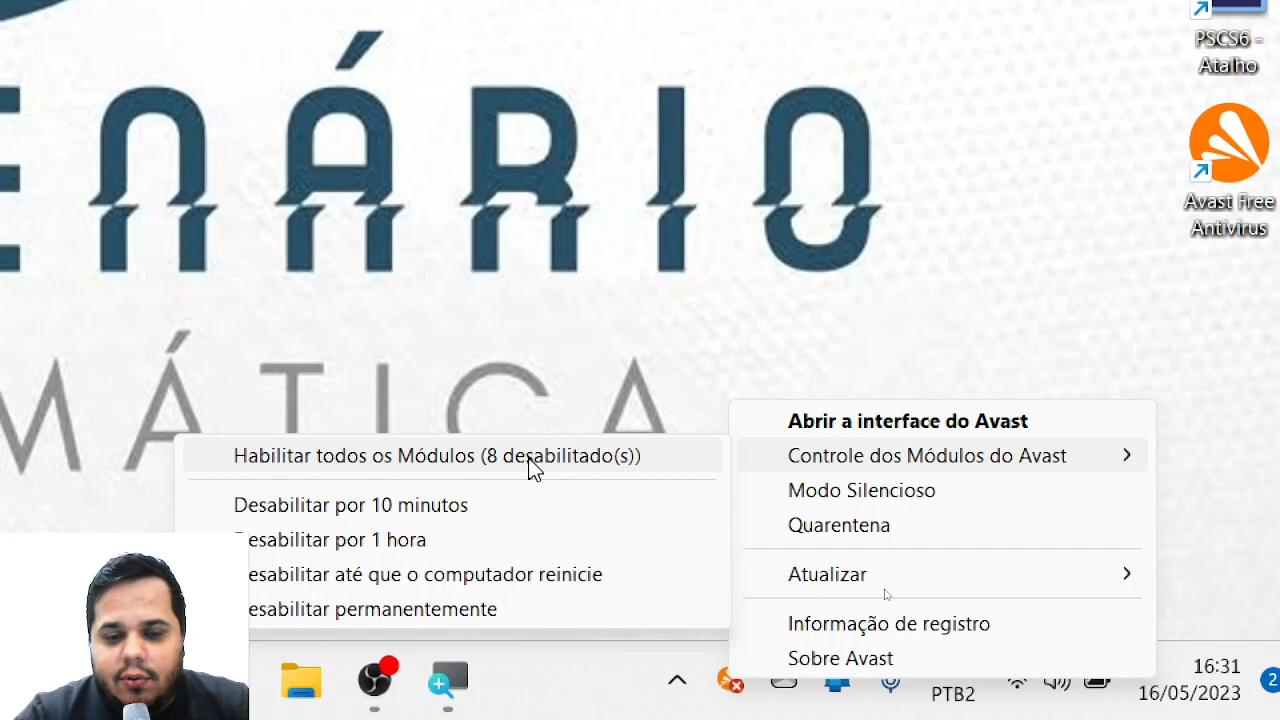 PSCS6 -
Atalho
ENÁRIO
Avast Free
Antivirus
MÁTICA
Abrir a interface do Avast
Habilitar todos os Módulos (8 desabilitado(s))
Controle dos Módulos do Avast
Modo Silencioso
Desabilitar por 10 minutos
Quarentena
esabilitar por 1 hora
Atualizar
esabilitar até que o computador reinicie
esabilitar permanentemente
Informação de registro
Sobre Avast
PTB2
16:31
16/05/2023
2